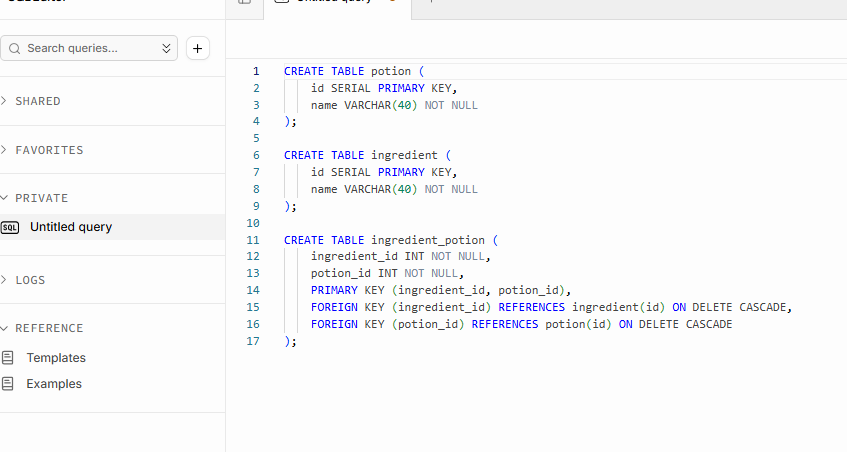 Untitled query
Search queries...
SHARED
FAVORITES
PRIVATE
SQL Untitled query
LOGS
REFERENCE
Templates
Examples
1 CREATE TABLE potion (
2 id SERIAL PRIMARY KEY,
3 name VARCHAR(40) NOT NULL
4 );
5
6 CREATE TABLE ingredient (
7 id SERIAL PRIMARY KEY,
8 name VARCHAR(40) NOT NULL
9 );
10
11 CREATE TABLE ingredient_potion (
12 ingredient_id INT NOT NULL,
13 potion_id INT NOT NULL,
14 PRIMARY KEY (ingredient_id, potion_id),
15 FOREIGN KEY (ingredient_id) REFERENCES ingredient(id) ON DELETE CASCADE,
16 FOREIGN KEY (potion_id) REFERENCES potion(id) ON DELETE CASCADE
17 );